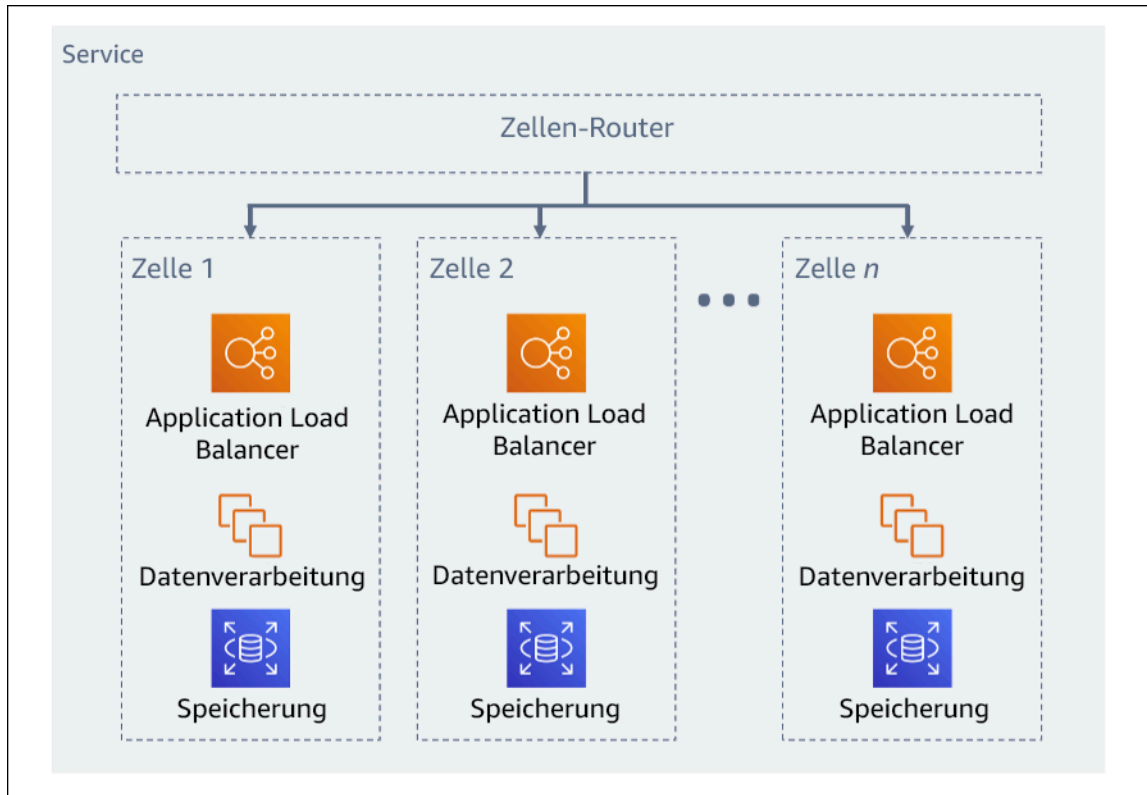 Service
Zellen-Router
Zelle 1
Application Load
Balancer
Datenverarbeitung
Speicherung
Zelle 2
Application Load
Balancer
Datenverarbeitung
Speicherung
Zelle n
Application Load
Balancer
Datenverarbeitung
Speicherung